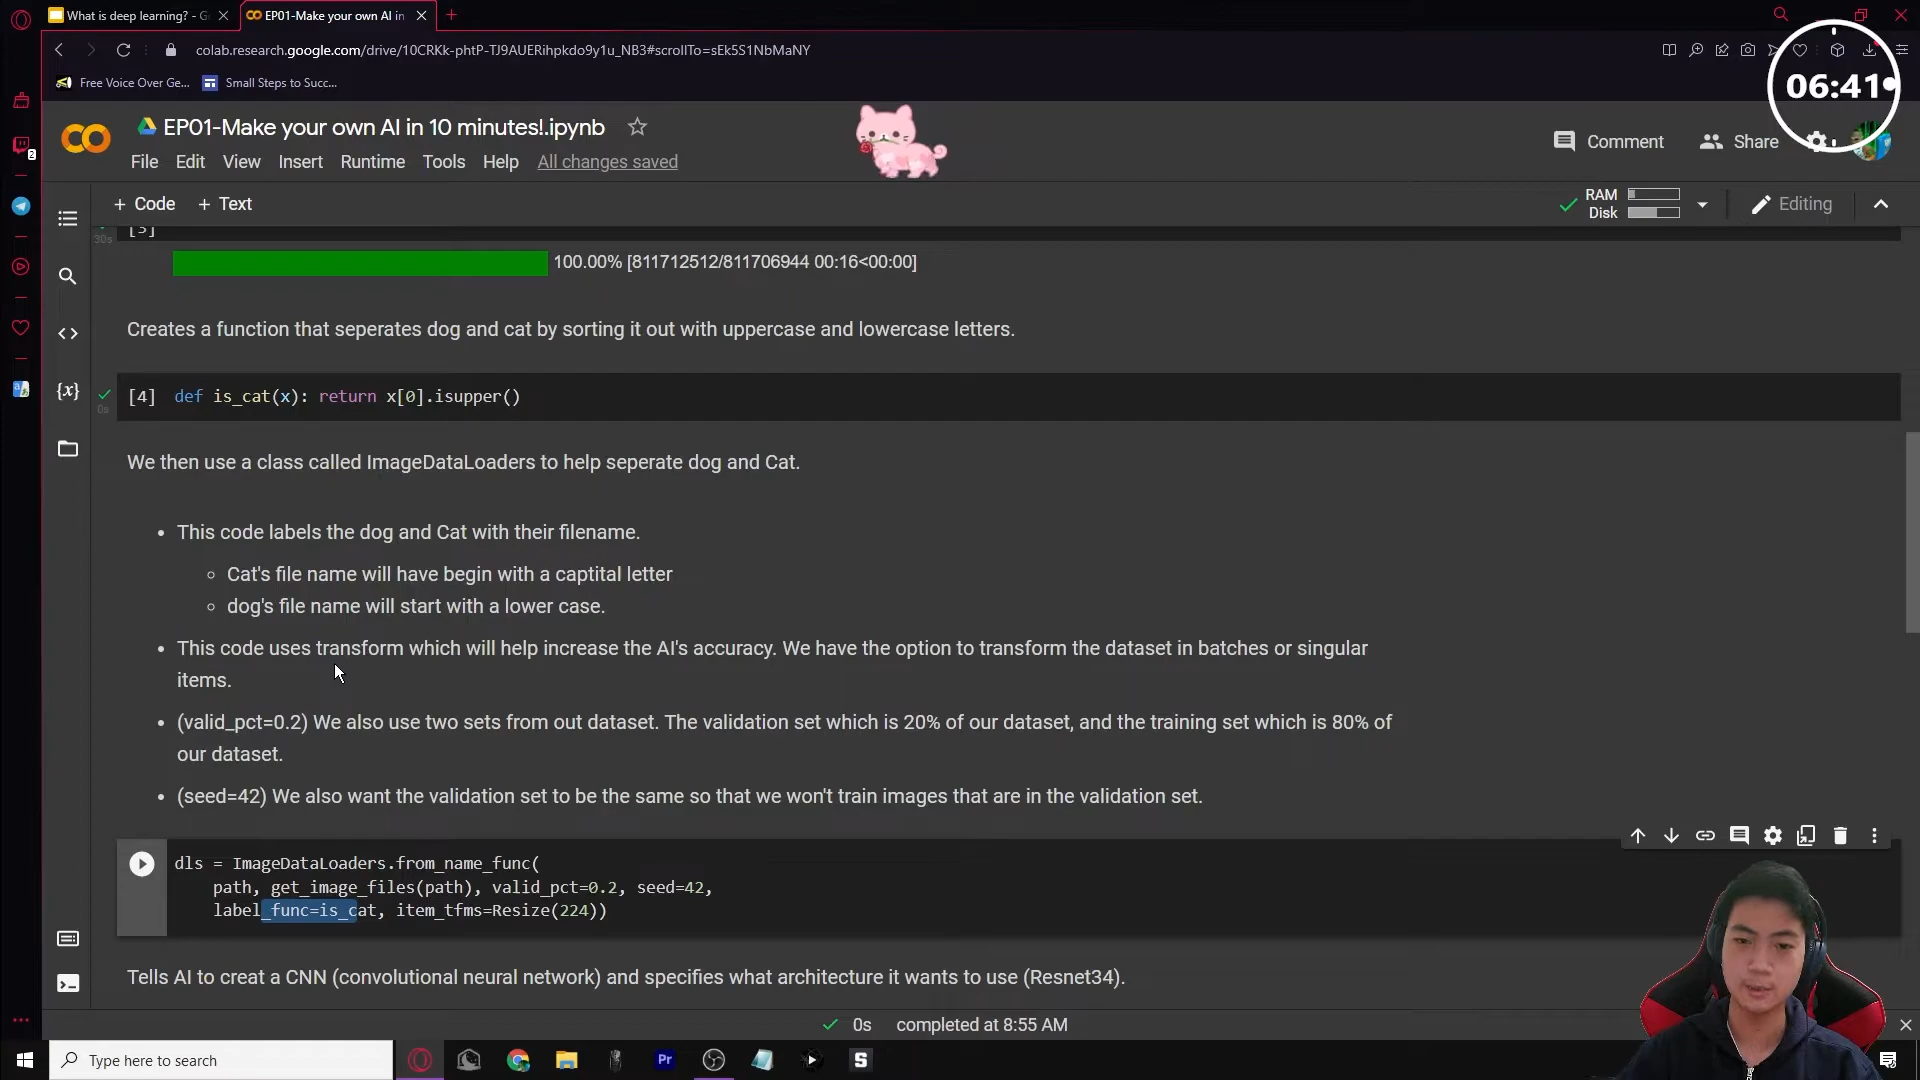 What is deep learning? - G
EP01-Make your own AI in
colab.research.google.com/drive/10CRKk-phtP-TJ9AUERihpkdo9y1u_NB3#scrollTo=sEk5S1NbMaNY
Free Voice Over Ge...
Small Steps to Succ...
06:41
EP01-Make your own AI in 10 minutes!.ipynb
File Edit View Insert Runtime Tools Help All changes saved
Comment
Share
+ Code + Text
RAM
Disk
Editing
2
30s
[3]
100.00% [811712512/811706944 00:16<00:00]
Creates a function that seperates dog and cat by sorting it out with uppercase and lowercase letters.
0s
[4] def is_cat(x): return x[0].isupper()
{x}
We then use a class called ImageDataLoaders to help seperate dog and Cat.
• This code labels the dog and Cat with their filename.
◦ Cat's file name will have begin with a captital letter
◦ dog's file name will start with a lower case.
• This code uses transform which will help increase the AI's accuracy. We have the option to transform the dataset in batches or singular
items.
• (valid_pct=0.2) We also use two sets from out dataset. The validation set which is 20% of our dataset, and the training set which is 80% of
our dataset.
• (seed=42) We also want the validation set to be the same so that we won't train images that are in the validation set.
dls = ImageDataLoaders.from_name_func(
path, get_image_files(path), valid_pct=0.2, seed=42,
label_func=is_cat, item_tfms=Resize(224))
Tells AI to creat a CNN (convolutional neural network) and specifies what architecture it wants to use (Resnet34).
0s completed at 8:55 AM
Type here to search
Pr
S